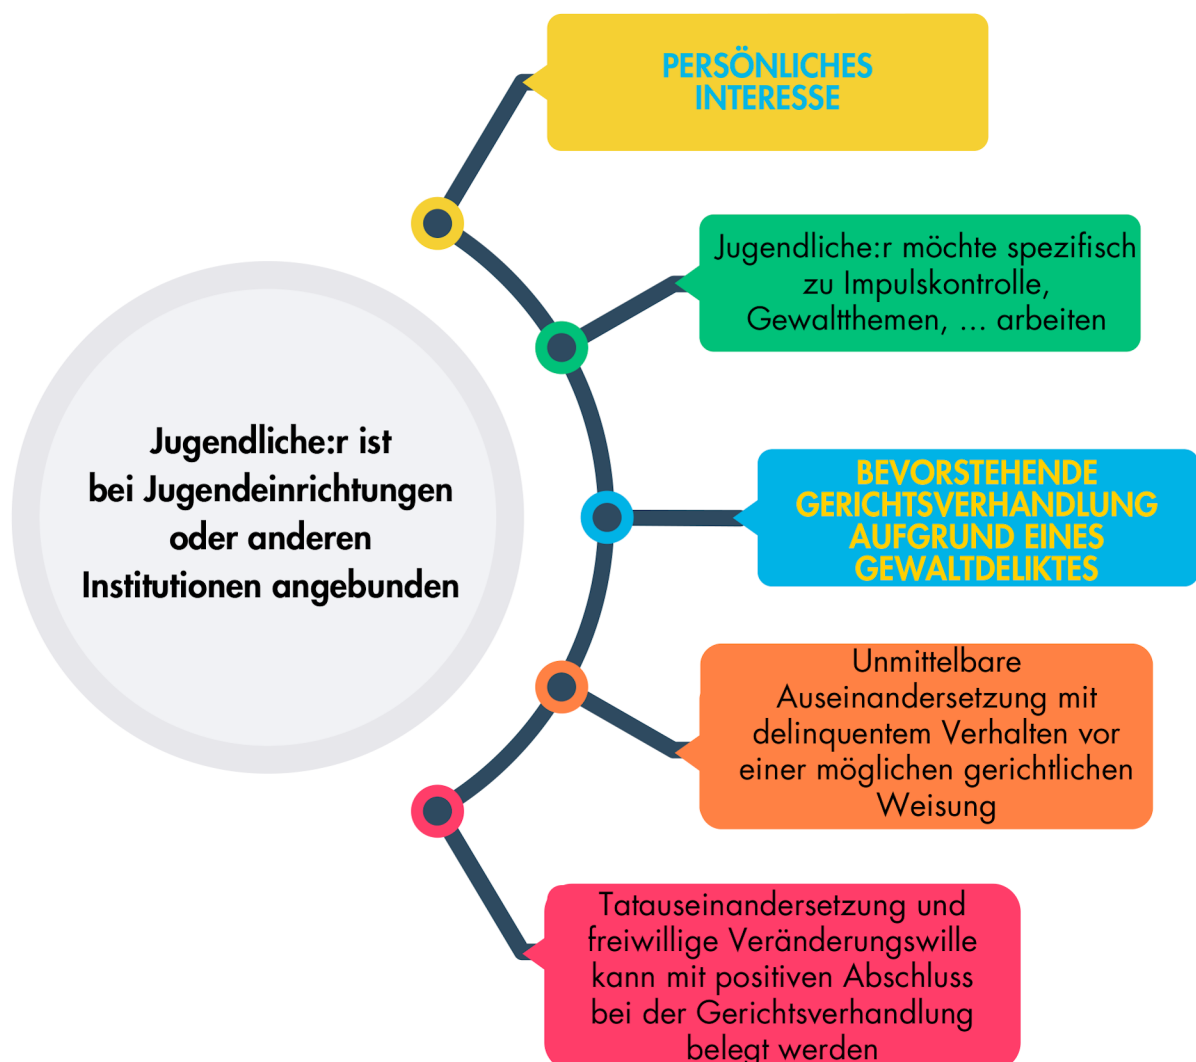 PERSÖNLICHES
INTERESSE
Jugendliche:r möchte spezifisch
zu Impulskontrolle,
Gewaltthemen, ... arbeiten
Jugendliche:r ist
bei Jugendeinrichtungen
oder anderen
Institutionen angebunden
BEVORSTEHENDE
GERICHTSVERHANDLUNG
AUFGRUND EINES
GEWALTDELIKTES
Unmittelbare
Auseinandersetzung mit
delinquentem Verhalten vor
einer möglichen gerichtlichen
Weisung
Tatauseinandersetzung und
freiwillige Veränderungswille
kann mit positiven Abschluss
bei der Gerichtsverhandlung
belegt werden